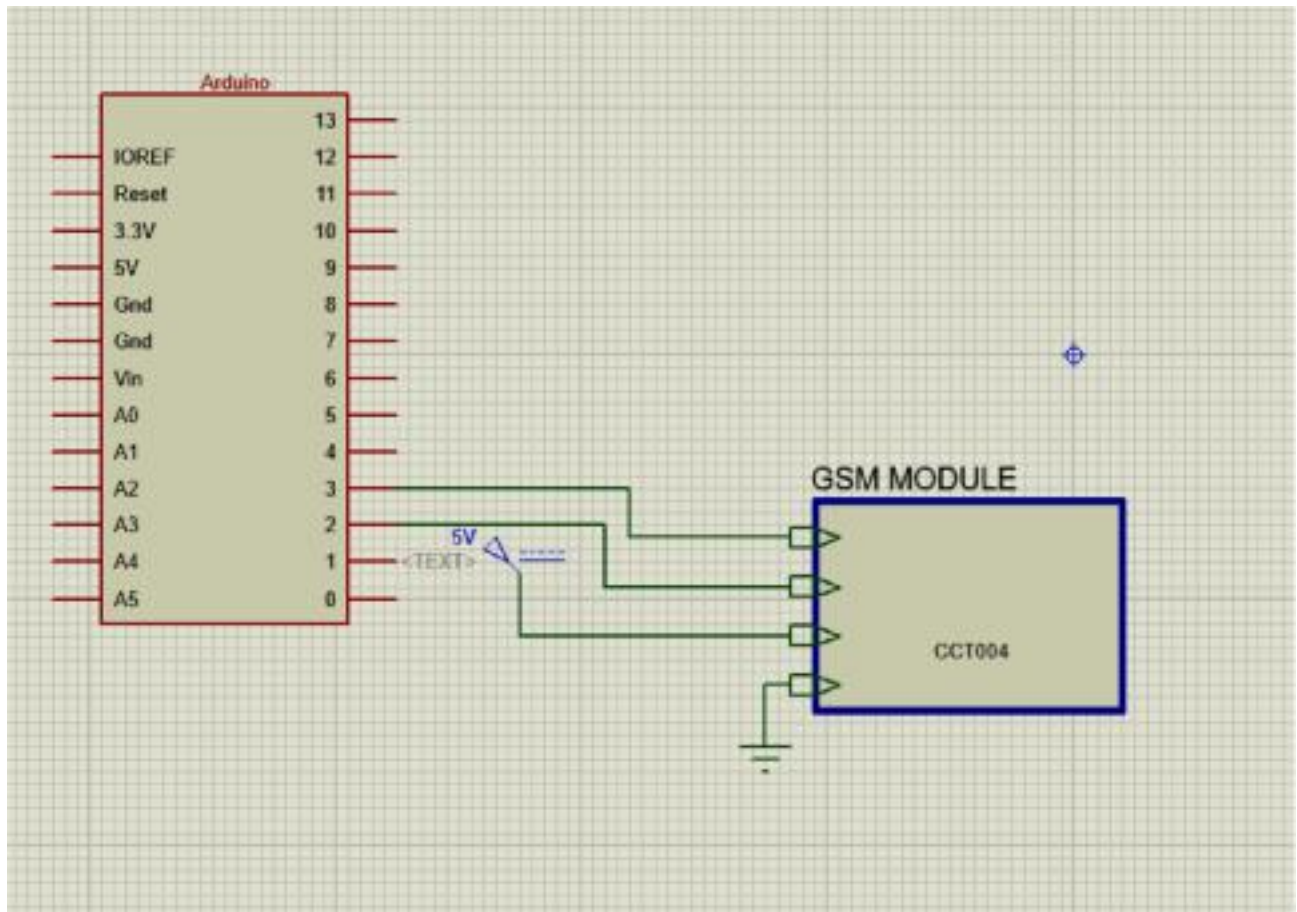 Arduino
13
IOREF 12
Reset 11
3.3V 10
5V 9
Gnd 8
Gnd 7
Vin 6
A0 5
A1 4
A2 3
A3 2
A4 1
A5 0
5V
<TEXT>
GSM MODULE
CCT004